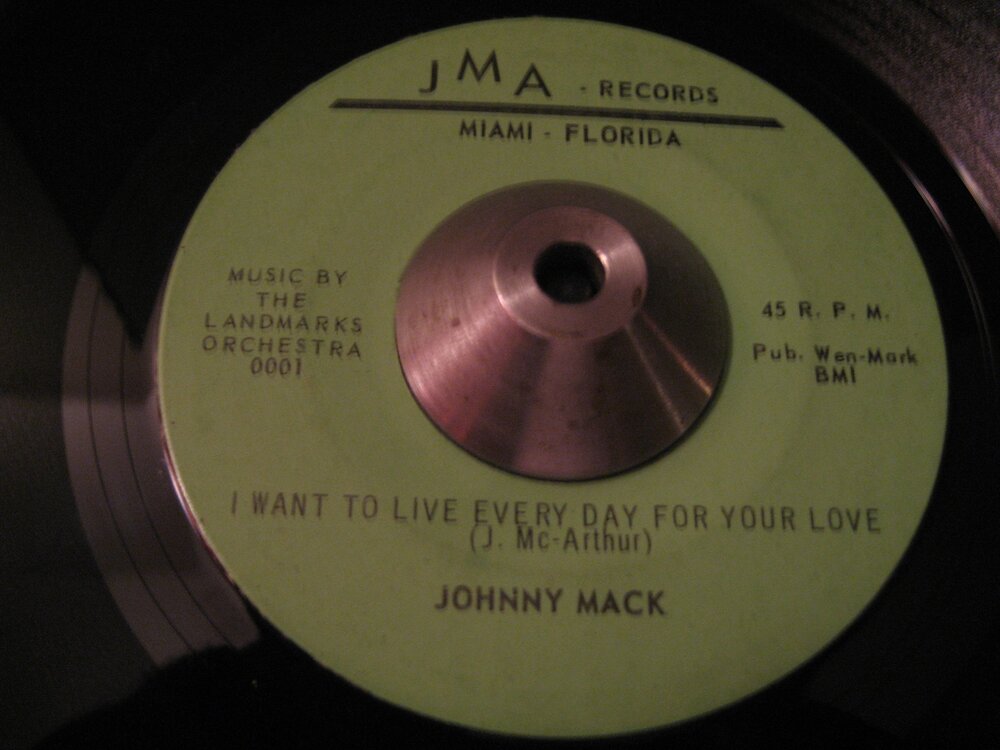 JMA - RECORDS
MIAMI - FLORIDA
MUSIC BY
THE
LANDMARKS
ORCHESTRA
0001
45 R. P. M.
Pub. Wen-Mark
BMI
I WANT TO LIVE EVERY DAY FOR YOUR LOVE
(J. Mc-Arthur)
JOHNNY MACK